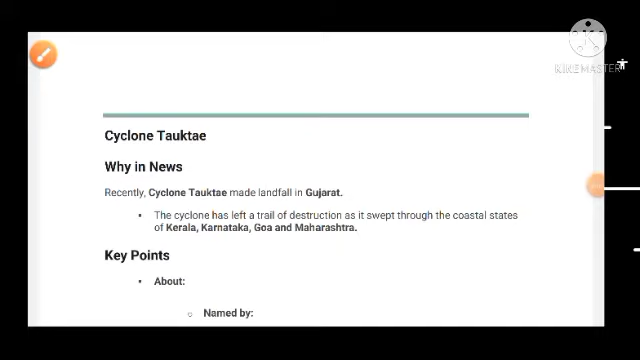 KINEMASTER
Cyclone Tauktae
Why in News
Recently, Cyclone Tauktae made landfall in Gujarat.
▪ The cyclone has left a trail of destruction as it swept through the coastal states
of Kerala, Karnataka, Goa and Maharashtra.
Key Points
▪ About:
o Named by: